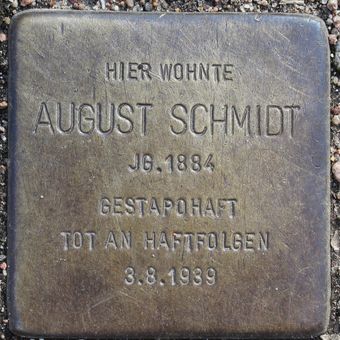 HIER WOHNTE
AUGUST SCHMIDT
JG. 1884
GESTAPOHAFT
TOT AN HAFTFOLGEN
3.8.1939